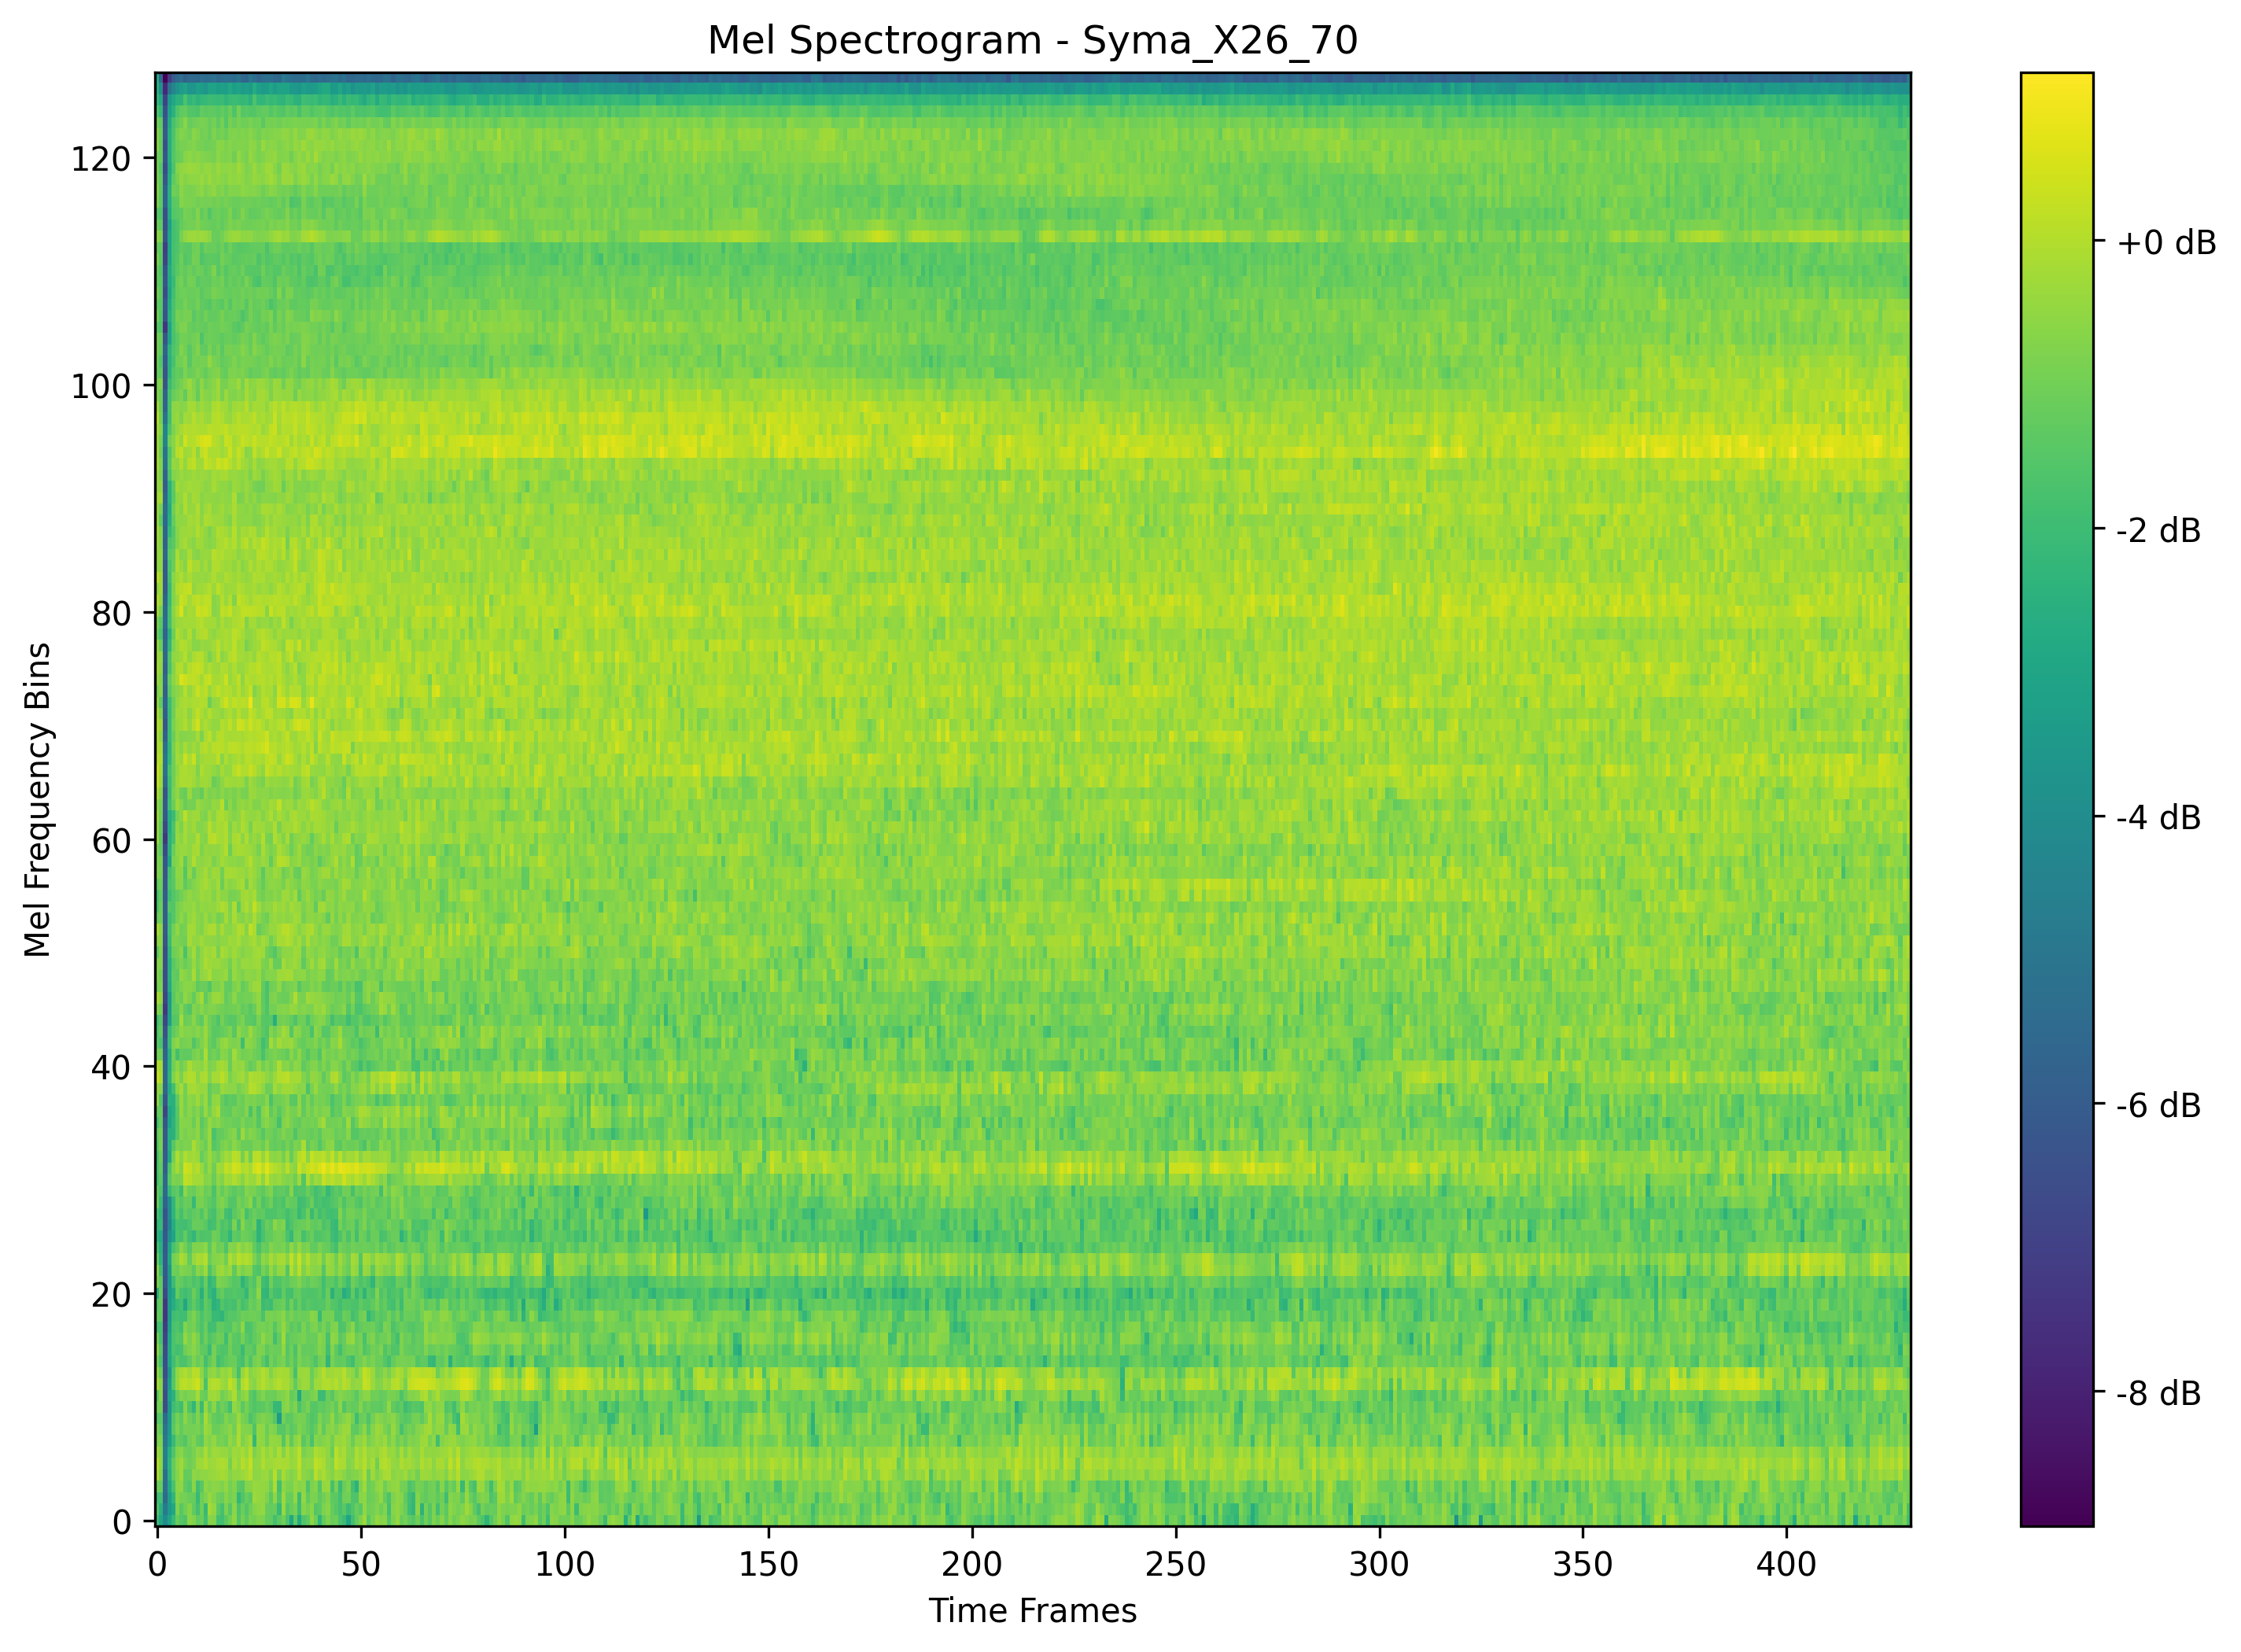 Mel Spectrogram - Syma_X26_70
Mel Frequency Bins
120
100
80
60
40
20
0
0 50 100 150 200 250 300 350 400
Time Frames
+0 dB
-2 dB
-4 dB
-6 dB
-8 dB